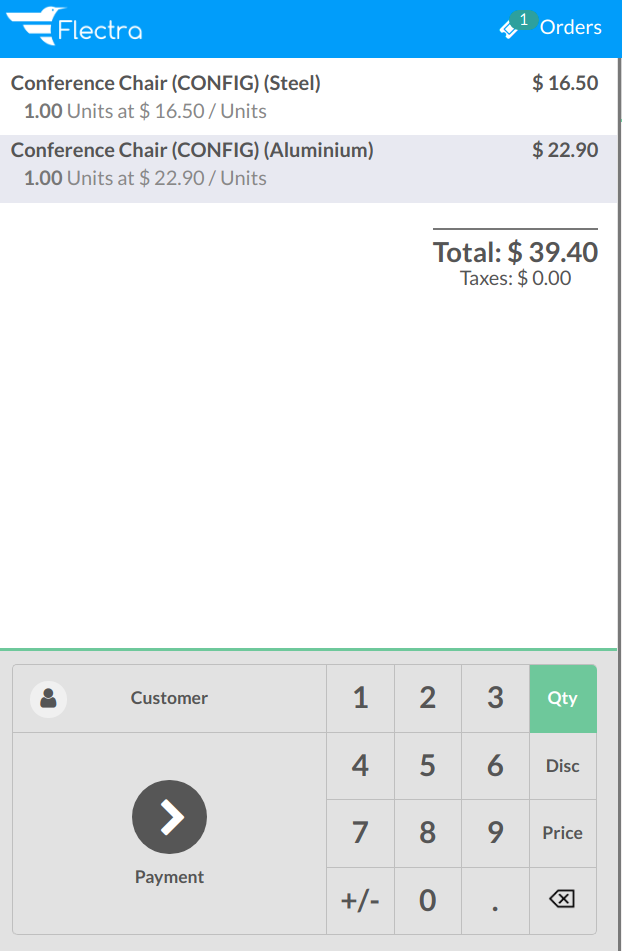 Flectra
1 Orders
Conference Chair (CONFIG) (Steel) $ 16.50
1.00 Units at $ 16.50 / Units
Conference Chair (CONFIG) (Aluminium) $ 22.90
1.00 Units at $ 22.90 / Units
Total: $ 39.40
Taxes: $ 0.00
Customer
1 2 3 Qty
4 5 6 Disc
7 8 9 Price
Payment
+/- 0 .